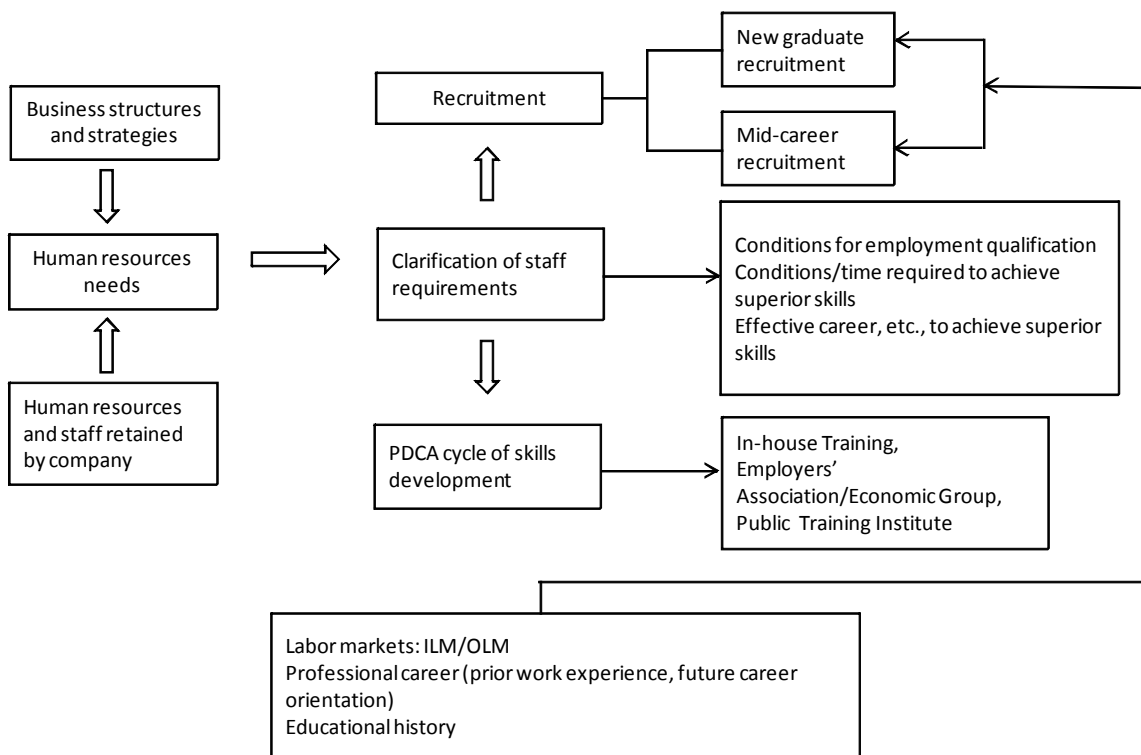 Business structures
and strategies
Human resources
needs
Human resources
and staff retained
by company
Recruitment
New graduate
recruitment
Mid-career
recruitment
Clarification of staff
requirements
Conditions for employment qualification
Conditions/time required to achieve
superior skills
Effective career, etc., to achieve superior
skills
PDCA cycle of skills
development
In-house Training,
Employers’
Association/Economic Group,
Public Training Institute
Labor markets: ILM/OLM
Professional career (prior work experience, future career
orientation)
Educational history